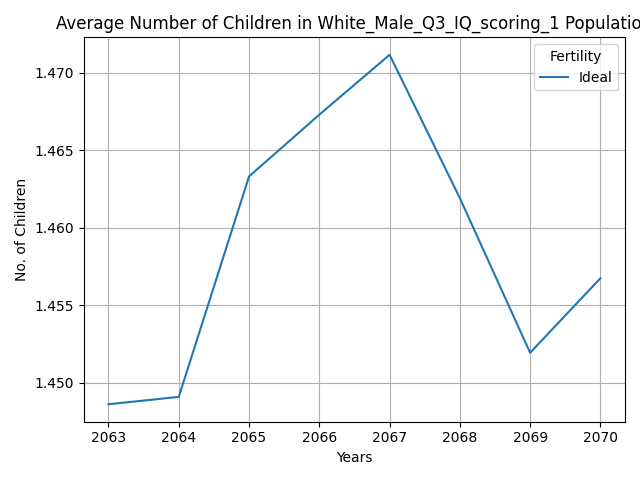 Average Number of Children in White_Male_Q3_IQ_scoring_1 Populatio
Fertility
Ideal
1.470
1.465
1.460
1.455
1.450
No. of Children
2063 2064 2065 2066 2067 2068 2069 2070
Years